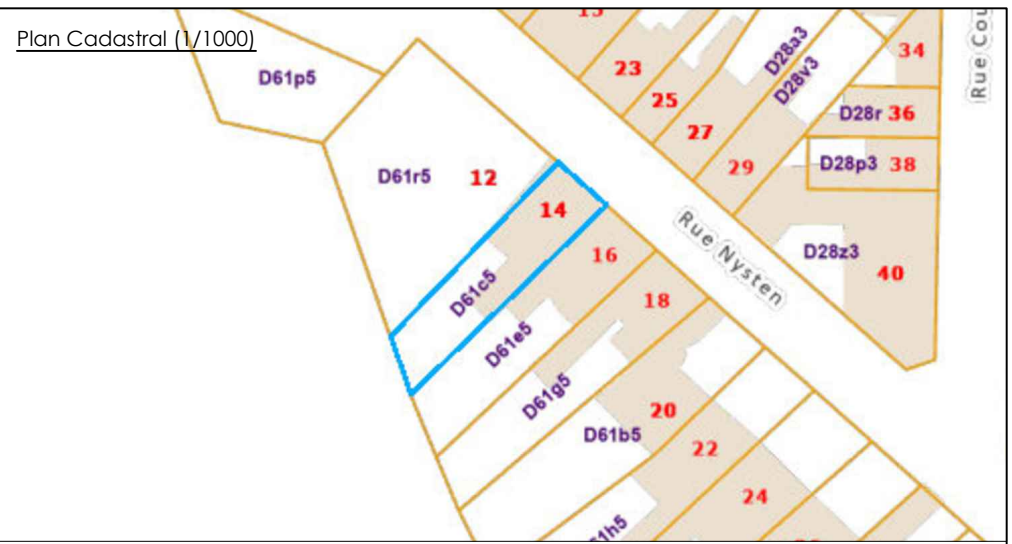 Plan Cadastral (1/1000)
D61p5
D61r5
12
14
D61c5
16
D61e5
18
D61g5
20
D61b5
22
24
23
25
27
29
D28a3
D28v3
34
D28r 36
D28p3 38
D28z3
40
Rue Nysten